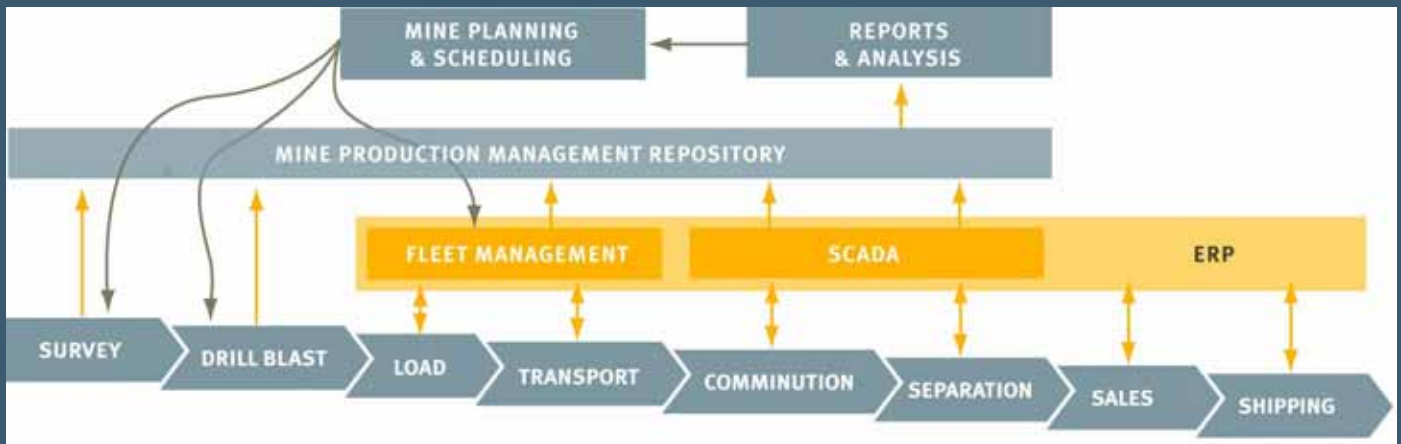 MINE PLANNING
& SCHEDULING
REPORTS
& ANALYSIS
MINE PRODUCTION MANAGEMENT REPOSITORY
FLEET MANAGEMENT
SCADA
ERP
SURVEY
DRILL BLAST
LOAD
TRANSPORT
COMMINUTION
SEPARATION
SALES
SHIPPING